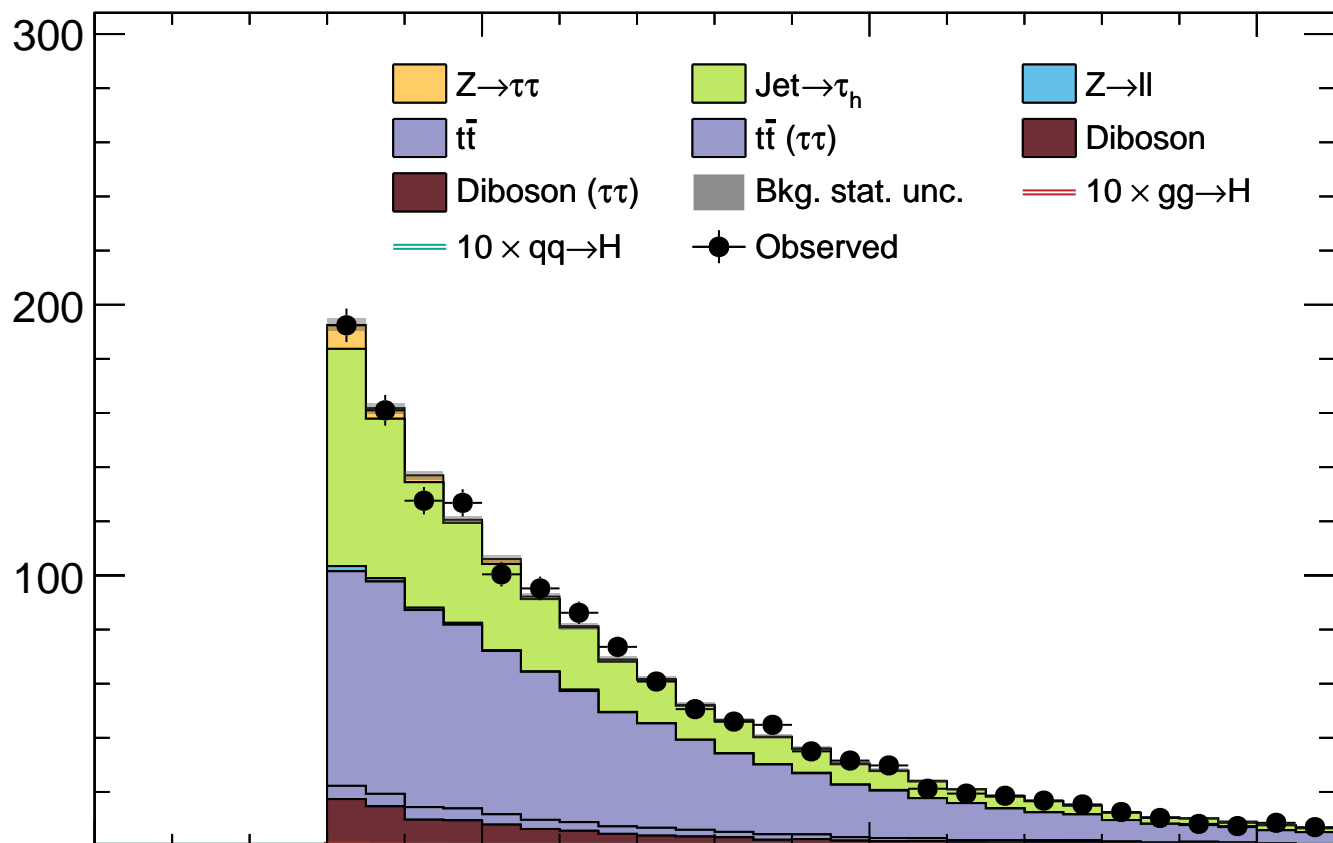 300
Z→ττ Jet→τh Z→ll
tt̄ tt̄ (ττ) Diboson
Diboson (ττ) Bkg. stat. unc. 10 × gg→H
10 × qq→H Observed
200
100